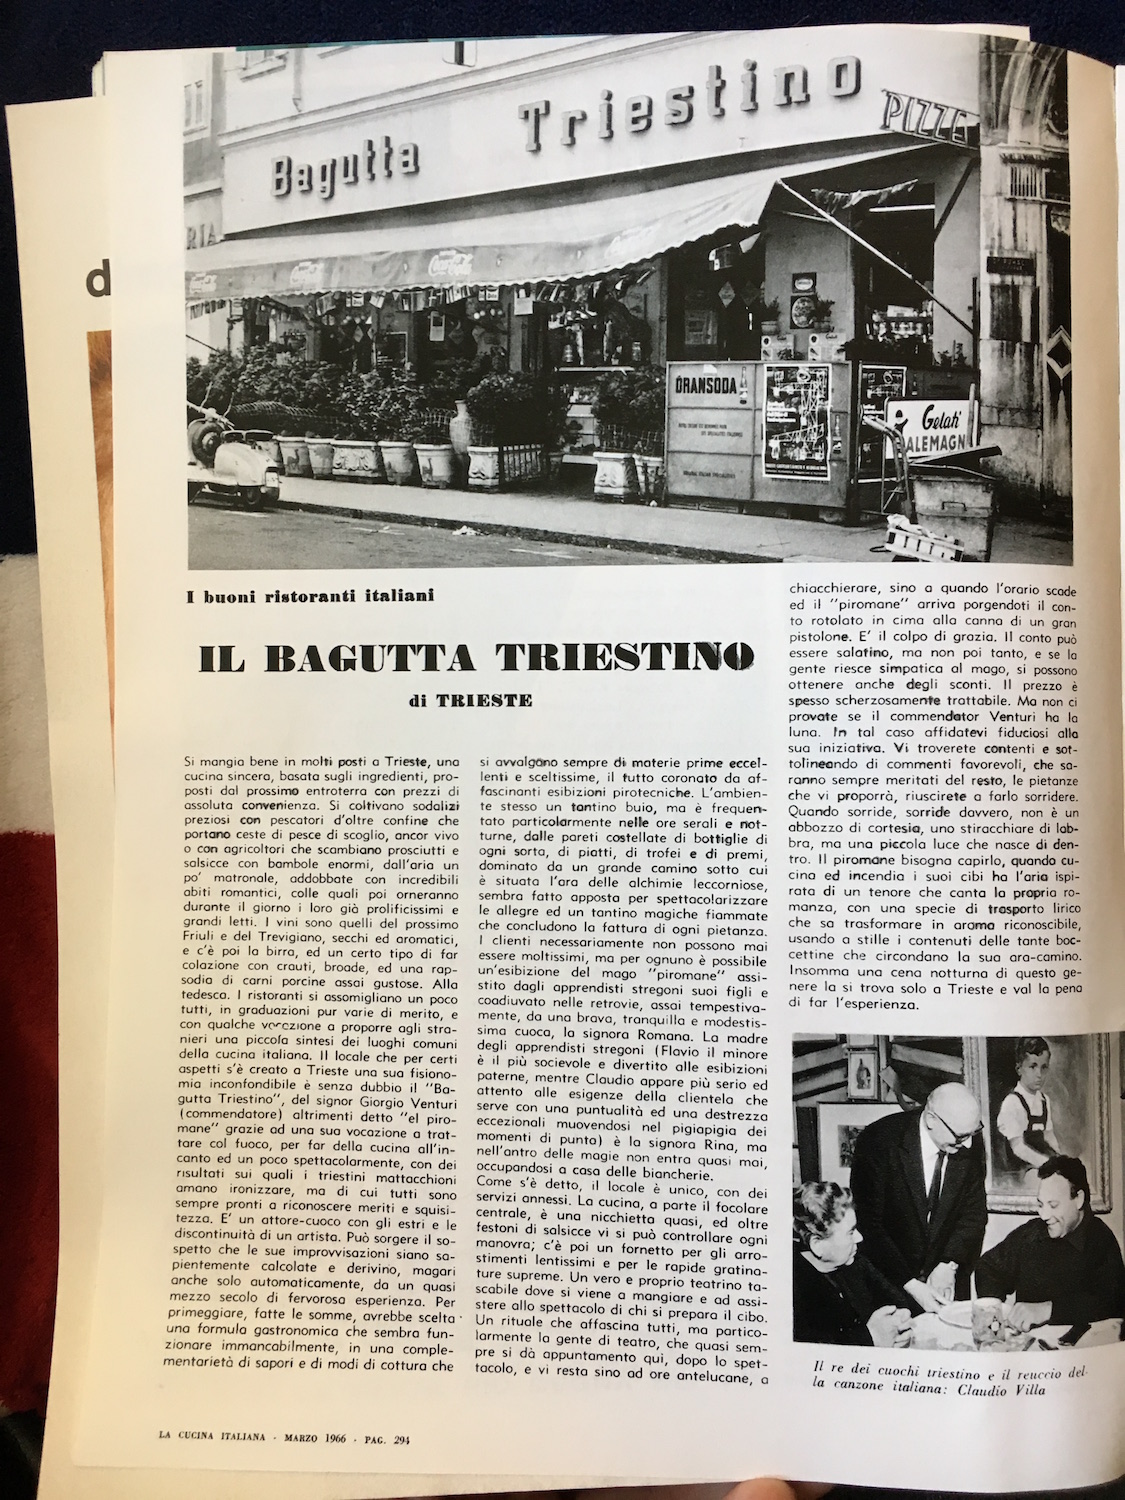 Bagutta Triestino
PIZZE
RIA
Coca-Cola
Coca-Cola
ORANSODA
Gelati
ALEMAGN
d
I buoni ristoranti italiani
IL BAGUTTA TRIESTINO
di TRIESTE
Si mangia bene in molti posti a Trieste, una
cucina sincera, basata sugli ingredienti, pro-
posti dal prossimo entroterra con prezzi di
assoluta convenienza. Si coltivano sodalizi
preziosi con pescatori d'oltre confine che
portano ceste di pesce di scoglio, ancor vivo
o con agricoltori che scambiano prosciutti e
salsicce con bambole enormi, dall'aria un
po' matronale, addobbate con incredibili
abiti romantici, colle quali poi orneranno
durante il giorno i loro già prolificissimi e
grandi letti. I vini sono quelli del prossimo
Friuli e del Trevigiano, secchi ed aromatici,
e c'è poi la birra, ed un certo tipo di far
colazione con crauti, broade, ed una rap-
sodia di carni porcine assai gustose. Alla
tedesca. I ristoranti si assomigliano un poco
tutti, in graduazioni pur varie di merito, e
con qualche vocazione a proporre agli stra-
nieri una piccola sintesi dei luoghi comuni
della cucina italiana. Il locale che per certi
aspetti s'è creato a Trieste una sua fisiono-
mia inconfondibile è senza dubbio il "Ba-
gutta Triestino", del signor Giorgio Venturi
(commendatore) altrimenti detto "el piro-
mane" grazie ad una sua vocazione a trat-
tare col fuoco, per far della cucina all'in-
canto ed un poco spettacolarmente, con dei
risultati sui quali i triestini mattacchioni
amano ironizzare, ma di cui tutti sono
sempre pronti a riconoscere meriti e squisi-
tezza. E' un attore-cuoco con gli estri e le
discontinuità di un artista. Può sorgere il so-
spetto che le sue improvvisazioni siano sa-
pientemente calcolate e derivino, magari
anche solo automaticamente, da un quasi
mezzo secolo di fervorosa esperienza. Per
primeggiare, fatte le somme, avrebbe scelta
una formula gastronomica che sembra fun-
zionare immancabilmente, in una comple-
mentarietà di sapori e di modi di cottura che
si avvalgono sempre di materie prime eccel-
lenti e sceltissime, il tutto coronato da af-
fascinanti esibizioni pirotecniche. L'ambien-
te stesso un tantino buio, ma è frequen-
tato particolarmente nelle ore serali e not-
turne, dalle pareti costellate di bottiglie di
ogni sorta, di piatti, di trofei e di premi,
dominato da un grande camino sotto cui
è situata l'ara delle alchimie leccorniose,
sembra fatto apposta per spettacolarizzare
le allegre ed un tantino magiche fiammate
che concludono la fattura di ogni pietanza.
I clienti necessariamente non possono mai
essere moltissimi, ma per ognuno è possibile
un'esibizione del mago "piromane" assi-
stito dagli apprendisti stregoni suoi figli e
coadiuvato nelle retrovie, assai tempestiva-
mente, da una brava, tranquilla e modestis-
sima cuoca, la signora Romana. La madre
degli apprendisti stregoni (Flavio il minore
è il più socievole e divertito alle esibizioni
paterne, mentre Claudio appare più serio ed
attento alle esigenze della clientela che
serve con una puntualità ed una destrezza
eccezionali muovendosi nel pigiapigia dei
momenti di punta) è la signora Rina, ma
nell'antro delle magie non entra quasi mai,
occupandosi a casa delle biancherie.
Come s'è detto, il locale è unico, con dei
servizi annessi. La cucina, a parte il focolare
centrale, è una nicchietta quasi, ed oltre
festoni di salsicce vi si può controllare ogni
manovra; c'è poi un fornetto per gli arro-
stimenti lentissimi e per le rapide gratina-
ture supreme. Un vero e proprio teatrino ta-
scabile dove si viene a mangiare e ad assi-
stere allo spettacolo di chi si prepara il cibo.
Un rituale che affascina tutti, ma partico-
larmente la gente di teatro, che quasi sem-
pre si dà appuntamento qui, dopo lo spet-
tacolo, e vi resta sino ad ore antelucane, a
chiacchierare, sino a quando l'orario scade
ed il "piromane" arriva porgendoti il con-
to rotolato in cima alla canna di un gran
pistolone. E' il colpo di grazia. Il conto può
essere salatino, ma non poi tanto, e se la
gente riesce simpatica al mago, si possono
ottenere anche degli sconti. Il prezzo è
spesso scherzosamente trattabile. Ma non ci
provate se il commendator Venturi ha la
luna. In tal caso affidatevi fiduciosi alla
sua iniziativa. Vi troverete contenti e sot-
tolineando di commenti favorevoli, che sa-
ranno sempre meritati del resto, le pietanze
che vi proporrà, riuscirete a farlo sorridere.
Quando sorride, sorride davvero, non è un
abbozzo di cortesia, uno stiracchiare di lab-
bra, ma una piccola luce che nasce di den-
tro. Il piromane bisogna capirlo, quando cu-
cina ed incendia i suoi cibi ha l'aria ispi-
rata di un tenore che canta la propria ro-
manza, con una specie di trasporto lirico
che sa trasformare in aroma riconoscibile,
usando a stille i contenuti delle tante boc-
cettine che circondano la sua ara-camino.
Insomma una cena notturna di questo ge-
nere la si trova solo a Trieste e val la pena
di far l'esperienza.
Il re dei cuochi triestino e il reuccio del-
la canzone italiana: Claudio Villa
LA CUCINA ITALIANA - MARZO 1966 - PAG. 294